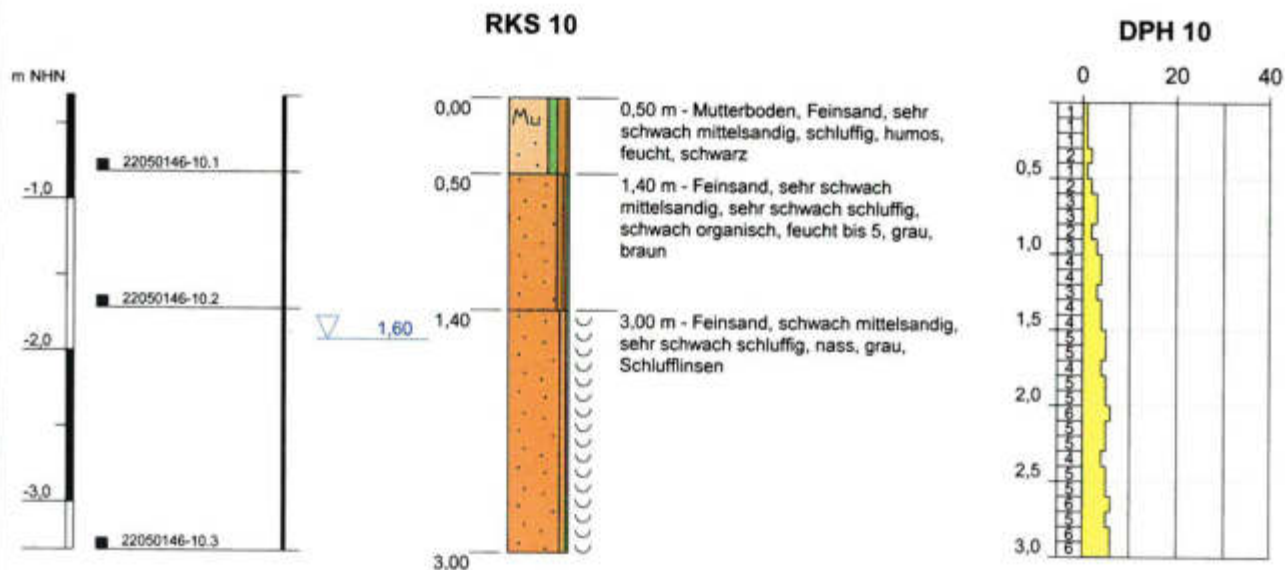 RKS 10
DPH 10
m NHN
0 20 40
0,00
0,50 m - Mutterboden, Feinsand, sehr
schwach mittelsandig, schluffig, humos,
feucht, schwarz
Mu
22050146-10.1
-1,0
0,50
1,40 m - Feinsand, sehr schwach
mittelsandig, sehr schwach schluffig,
schwach organisch, feucht bis 5, grau,
braun
22050146-10.2
1,40
1,60
-2,0
3,00 m - Feinsand, schwach mittelsandig,
sehr schwach schluffig, nass, grau,
Schlufflinsen
-3,0
22050146-10.3
3,00
0,5
1,0
1,5
2,0
2,5
3,0